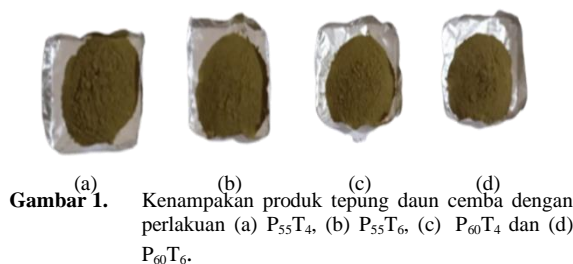 (a) (b) (c) (d)
Gambar 1. Kenampakan produk tepung daun cemba dengan
perlakuan (a) P₅₅T₄, (b) P₅₅T₆, (c) P₆₀T₄ dan (d)
P₆₀T₆.